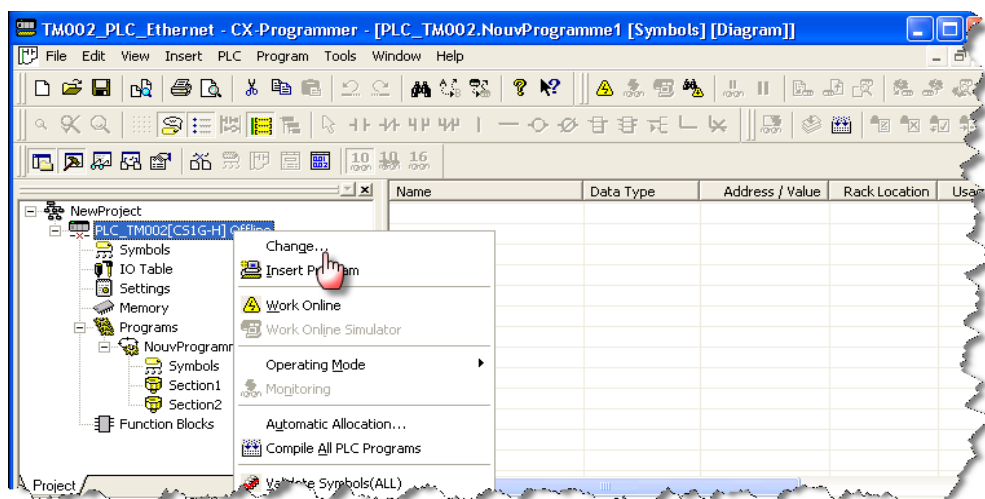 TM002_PLC_Ethernet - CX-Programmer - [PLC_TM002.NouvProgramme1 [Symbols] [Diagram]]
File Edit View Insert PLC Program Tools Window Help
10 10 16
Name Data Type Address / Value Rack Location
NewProject
PLC_TM002[CS1G-H] Offline
Symbols
IO Table
Settings
Memory
Programs
NouvProgramm
Symbols
Section1
Section2
Function Blocks
Project
Change...
Insert Program
Work Online
Work Online Simulator
Operating Mode
Monitoring
Automatic Allocation...
Compile All PLC Programs
Validate Symbols(ALL)